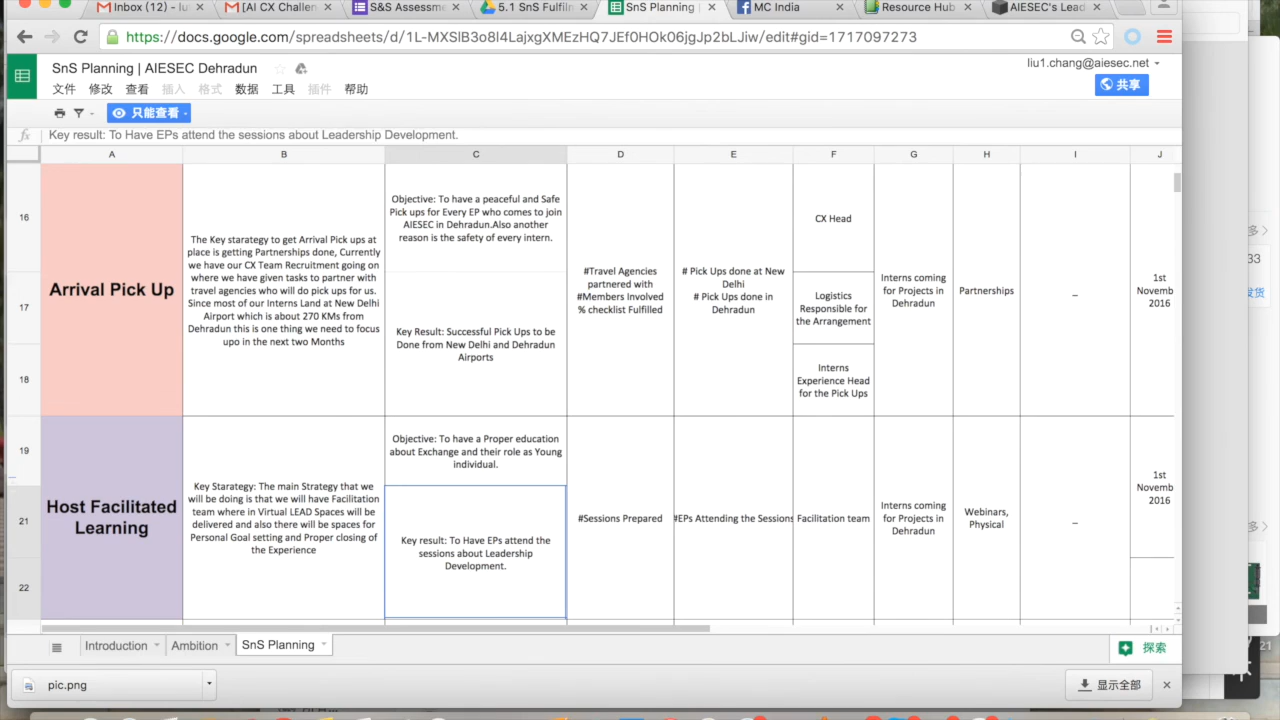 Inbox (12) - lu
[AI CX Challen
S&S Assessme
5.1 SnS Fulfiln
SnS Planning |
MC India
Resource Hub
AIESEC's Lead
https://docs.google.com/spreadsheets/d/1L-MXSlB3o8l4LajxgXMEzHQ7JEf0HOk06jgJp2bLJiw/edit#gid=1717097273
SnS Planning | AIESEC Dehradun
liu1.chang@aiesec.net
文件 修改 查看 插入 格式 数据 工具 插件 帮助
共享
只能查看
fx Key result: To Have EPs attend the sessions about Leadership Development.
A B C D E F G H I J
16
17
18
Arrival Pick Up
The Key starategy to get Arrival Pick ups at
place is getting Partnerships done, Currently
we have our CX Team Recruitment going on
where we have given tasks to partner with
travel agencies who will do pick ups for us.
Since most of our Interns Land at New Delhi
Airport which is about 270 KMs from
Dehradun this is one thing we need to focus
upo in the next two Months
Objective: To have a peaceful and Safe
Pick ups for Every EP who comes to join
AIESEC in Dehradun.Also another
reason is the safety of every intern.
Key Result: Successful Pick Ups to be
Done from New Delhi and Dehradun
Airports
#Travel Agencies
partnered with
#Members Involved
% checklist Fulfilled
# Pick Ups done at New
Delhi
# Pick Ups done in
Dehradun
CX Head
Logistics
Responsible for
the Arrangement
Interns
Experience Head
for the Pick Ups
Interns coming
for Projects in
Dehradun
Partnerships
_
1st
Novemb
2016
19
21
22
Host Facilitated
Learning
Key Starategy: The main Strategy that we
will be doing is that we will have Facilitation
team where in Virtual LEAD Spaces will be
delivered and also there will be spaces for
Personal Goal setting and Proper closing of
the Experience
Objective: To have a Proper education
about Exchange and their role as Young
individual.
Key result: To Have EPs attend the
sessions about Leadership
Development.
#Sessions Prepared
#EPs Attending the Sessions
Facilitation team
Interns coming
for Projects in
Dehradun
Webinars,
Physical
_
1st
Novemb
2016
Introduction
Ambition
SnS Planning
探索
pic.png
显示全部
多
33
发货
多
21